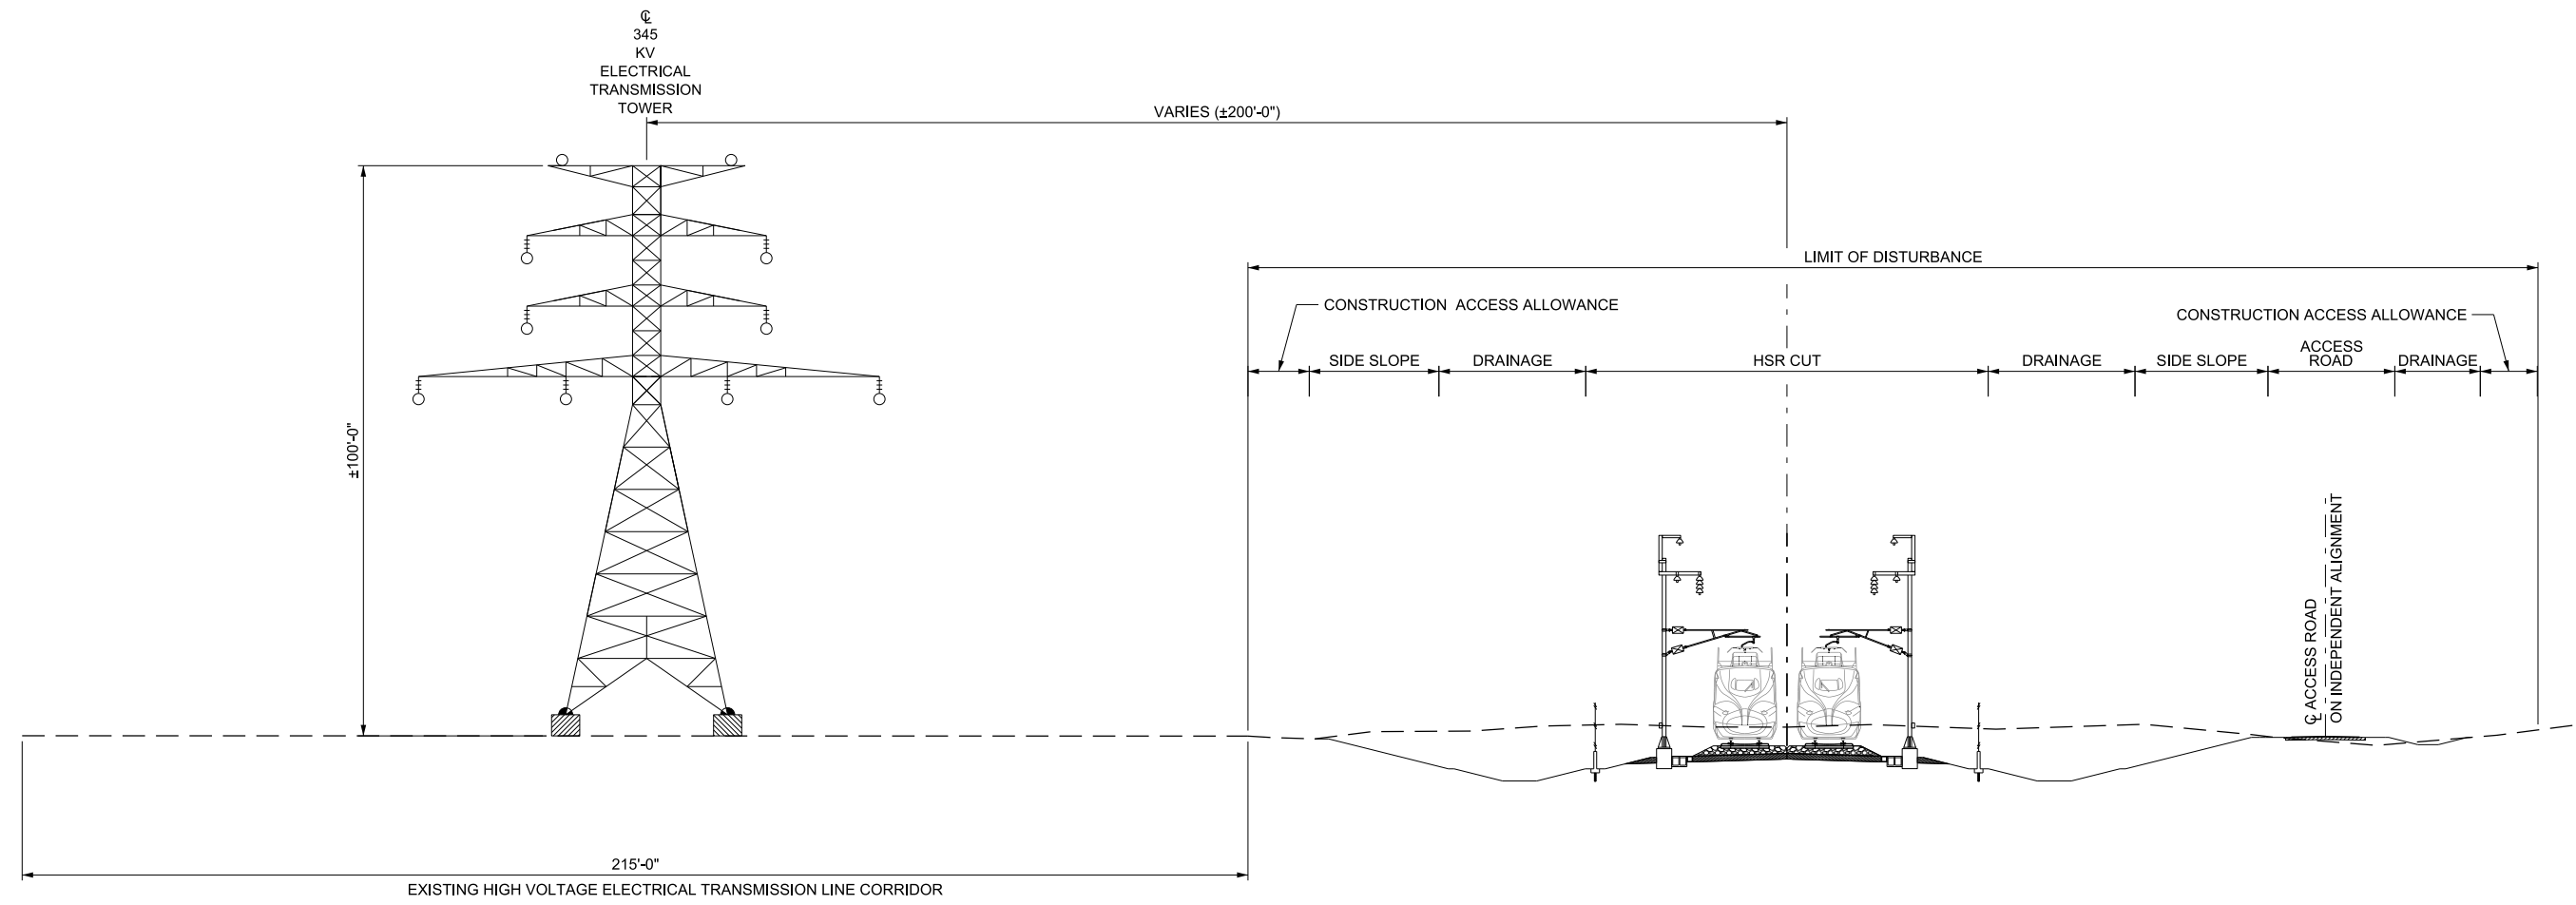 ℄
345
KV
ELECTRICAL
TRANSMISSION
TOWER
VARIES (±200'-0")
±100'-0"
LIMIT OF DISTURBANCE
CONSTRUCTION ACCESS ALLOWANCE
CONSTRUCTION ACCESS ALLOWANCE
SIDE SLOPE
DRAINAGE
HSR CUT
DRAINAGE
SIDE SLOPE
ACCESS
ROAD
DRAINAGE
℄ ACCESS ROAD
ON INDEPENDENT ALIGNMENT
215'-0"
EXISTING HIGH VOLTAGE ELECTRICAL TRANSMISSION LINE CORRIDOR